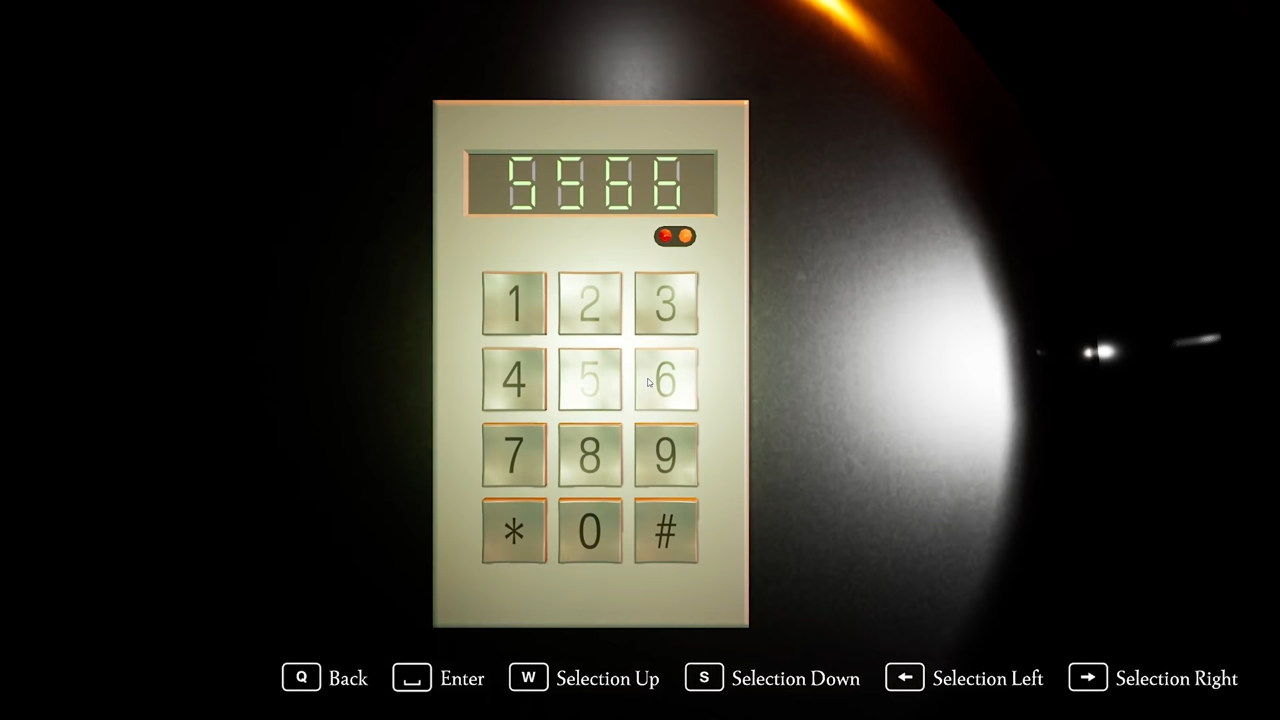 5566
1 2 3
4 5 6
7 8 9
* 0 #
Q Back Enter W Selection Up S Selection Down ← Selection Left → Selection Right